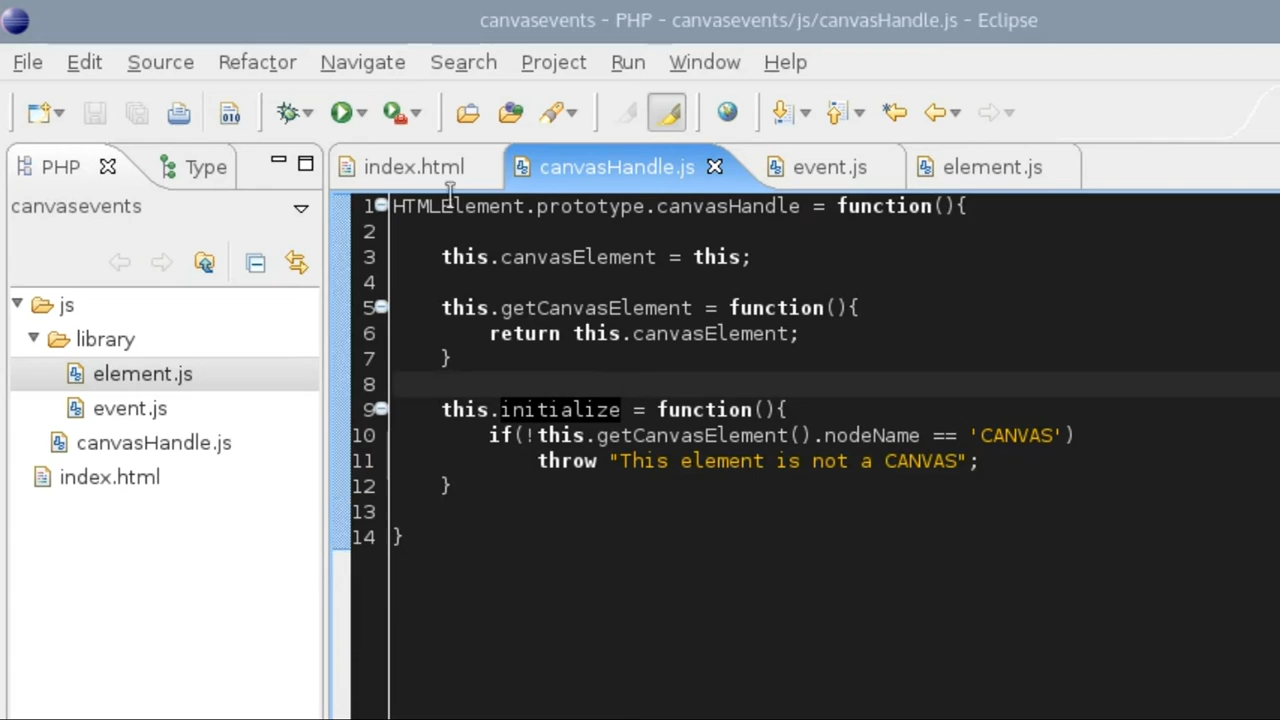 canvasevents - PHP - canvasevents/js/canvasHandle.js - Eclipse
File Edit Source Refactor Navigate Search Project Run Window Help
010
PHP Type
index.html canvasHandle.js event.js element.js
canvasevents
js
library
element.js
event.js
canvasHandle.js
index.html
1 HTMLElement.prototype.canvasHandle = function(){
2
3 this.canvasElement = this;
4
5 this.getCanvasElement = function(){
6 return this.canvasElement;
7 }
8
9 this.initialize = function(){
10 if(!this.getCanvasElement().nodeName == 'CANVAS')
11 throw "This element is not a CANVAS";
12 }
13
14 }